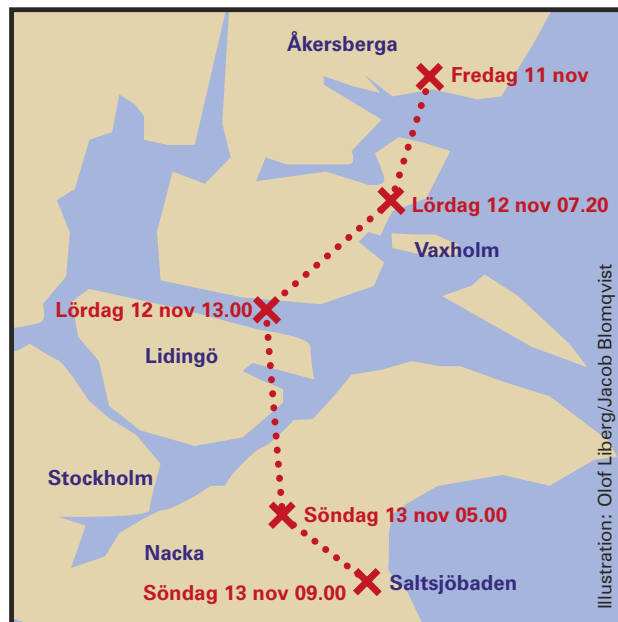 Åkersberga
Fredag 11 nov
Lördag 12 nov 07.20
Vaxholm
Lördag 12 nov 13.00
Lidingö
Stockholm
Söndag 13 nov 05.00
Nacka
Saltsjöbaden
Söndag 13 nov 09.00
Illustration: Olof Liberg/Jacob Blomqvist